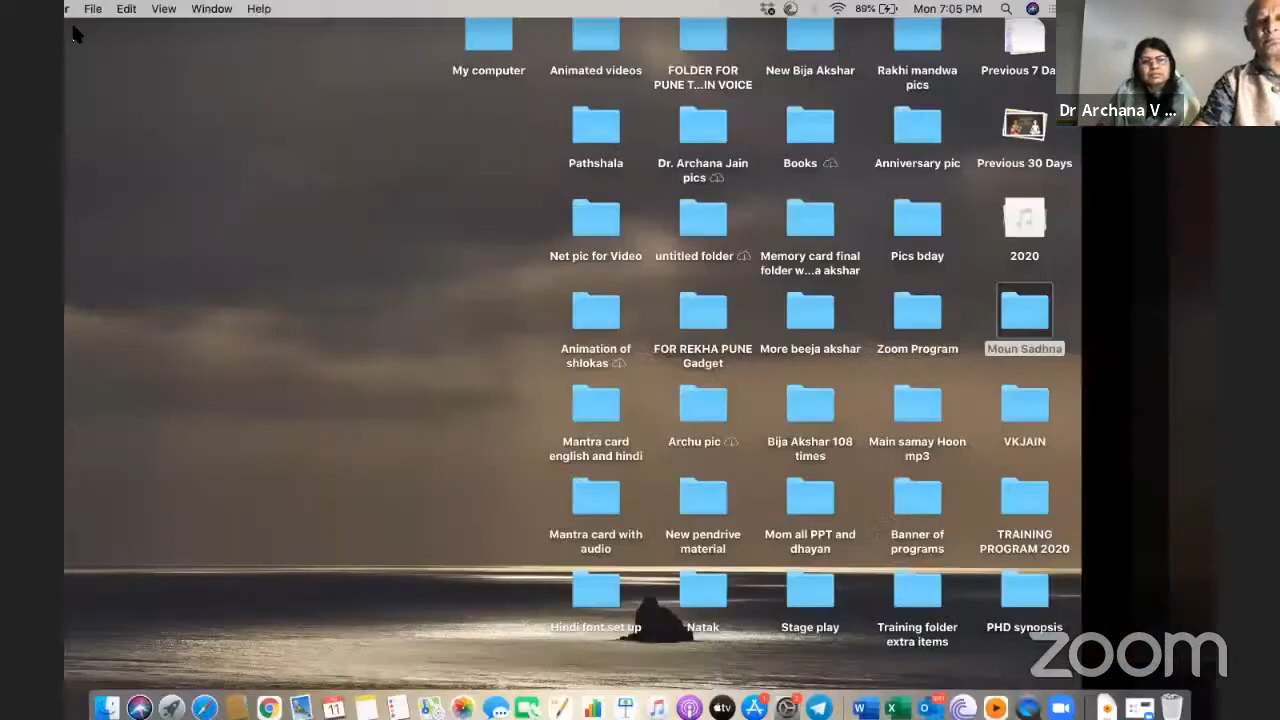 File Edit View Window Help
89% Mon 7:05 PM
My computer
Animated videos
FOLDER FOR
PUNE T...IN VOICE
New Bija Akshar
Rakhi mandwa
pics
Previous 7 Da
Dr Archana V ...
Pathshala
Dr. Archana Jain
pics
Books
Anniversary pic
Previous 30 Days
Net pic for Video
untitled folder
Memory card final
folder w...a akshar
Pics bday
2020
Animation of
shlokas
FOR REKHA PUNE
Gadget
More beeja akshar
Zoom Program
Moun Sadhna
Mantra card
english and hindi
Archu pic
Bija Akshar 108
times
Main samay Hoon
mp3
VKJAIN
Mantra card with
audio
New pendrive
material
Mom all PPT and
dhayan
Banner of
programs
TRAINING
PROGRAM 2020
Hindi font set up
Natak
Stage play
Training folder
extra items
PHD synopsis
zoom
11
tv